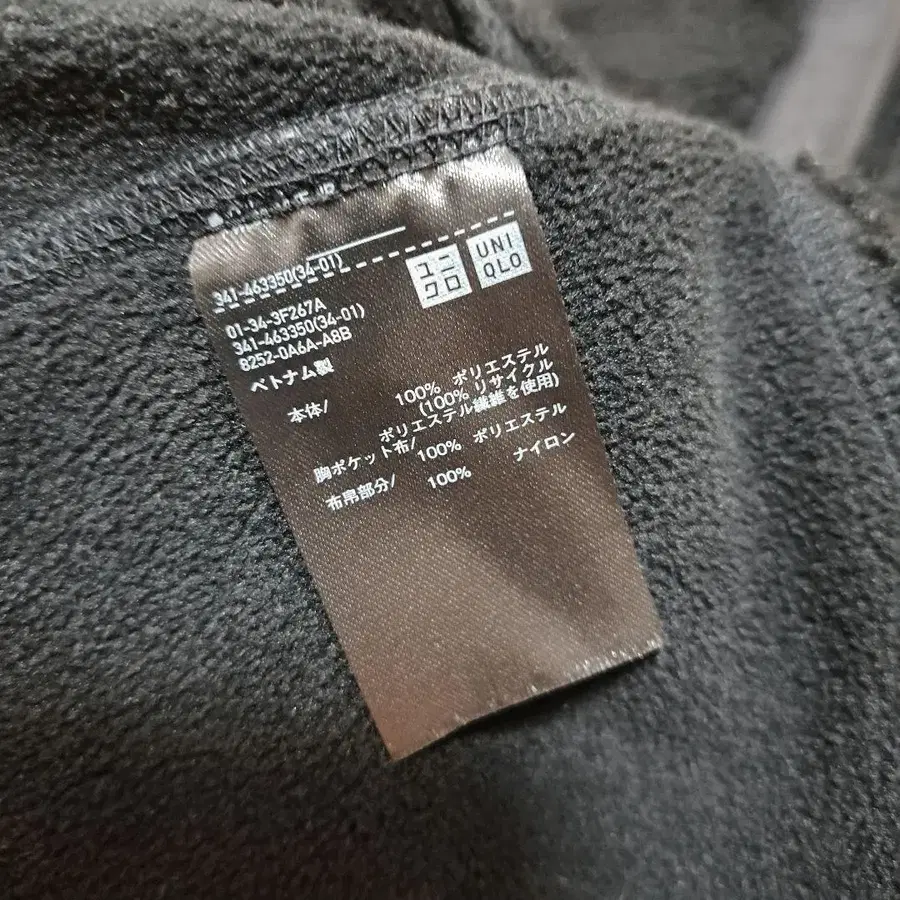 341-463350(34-01)
ユニ
クロ
UNI
QLO
01-34-3F267A
341-463350(34-01)
8252-0A6A-A8B
ベトナム製
本体/ 100% ポリエステル
(100% リサイクル
ポリエステル繊維を使用)
胸ポケット布/ 100% ポリエステル
布帛部分/ 100% ナイロン